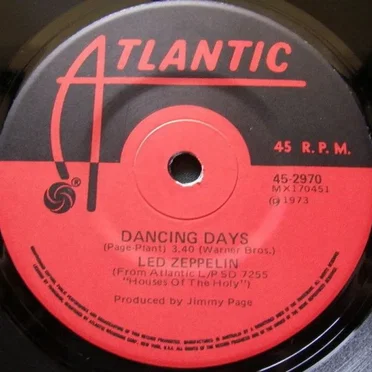 ATLANTIC
45 R.P.M.
45-2970
MX170451
℗ 1973
DANCING DAYS
(Page-Plant) 3.40 (Warner Bros.)
LED ZEPPELIN
(From Atlantic L/P SD 7255
"Houses Of The Holy")
Produced by Jimmy Page